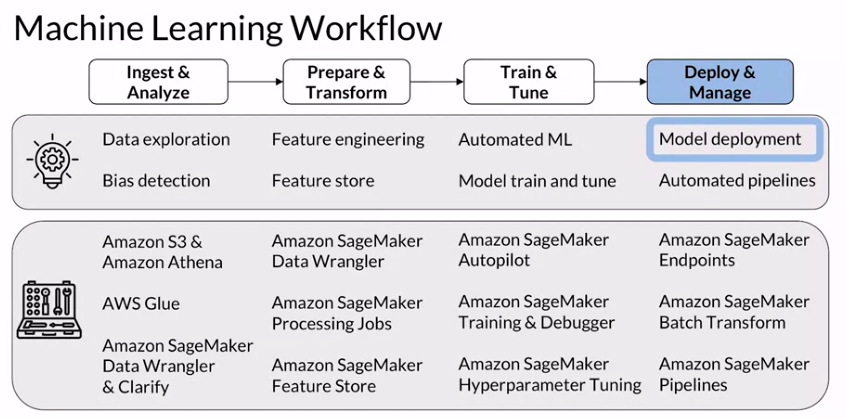 Machine Learning Workflow
Ingest &
Analyze
Prepare &
Transform
Train &
Tune
Deploy &
Manage
Data exploration
Feature engineering
Automated ML
Model deployment
Bias detection
Feature store
Model train and tune
Automated pipelines
Amazon S3 &
Amazon Athena
AWS Glue
Amazon SageMaker
Data Wrangler
& Clarify
Amazon SageMaker
Data Wrangler
Amazon SageMaker
Processing Jobs
Amazon SageMaker
Feature Store
Amazon SageMaker
Autopilot
Amazon SageMaker
Training & Debugger
Amazon SageMaker
Hyperparameter Tuning
Amazon SageMaker
Endpoints
Amazon SageMaker
Batch Transform
Amazon SageMaker
Pipelines